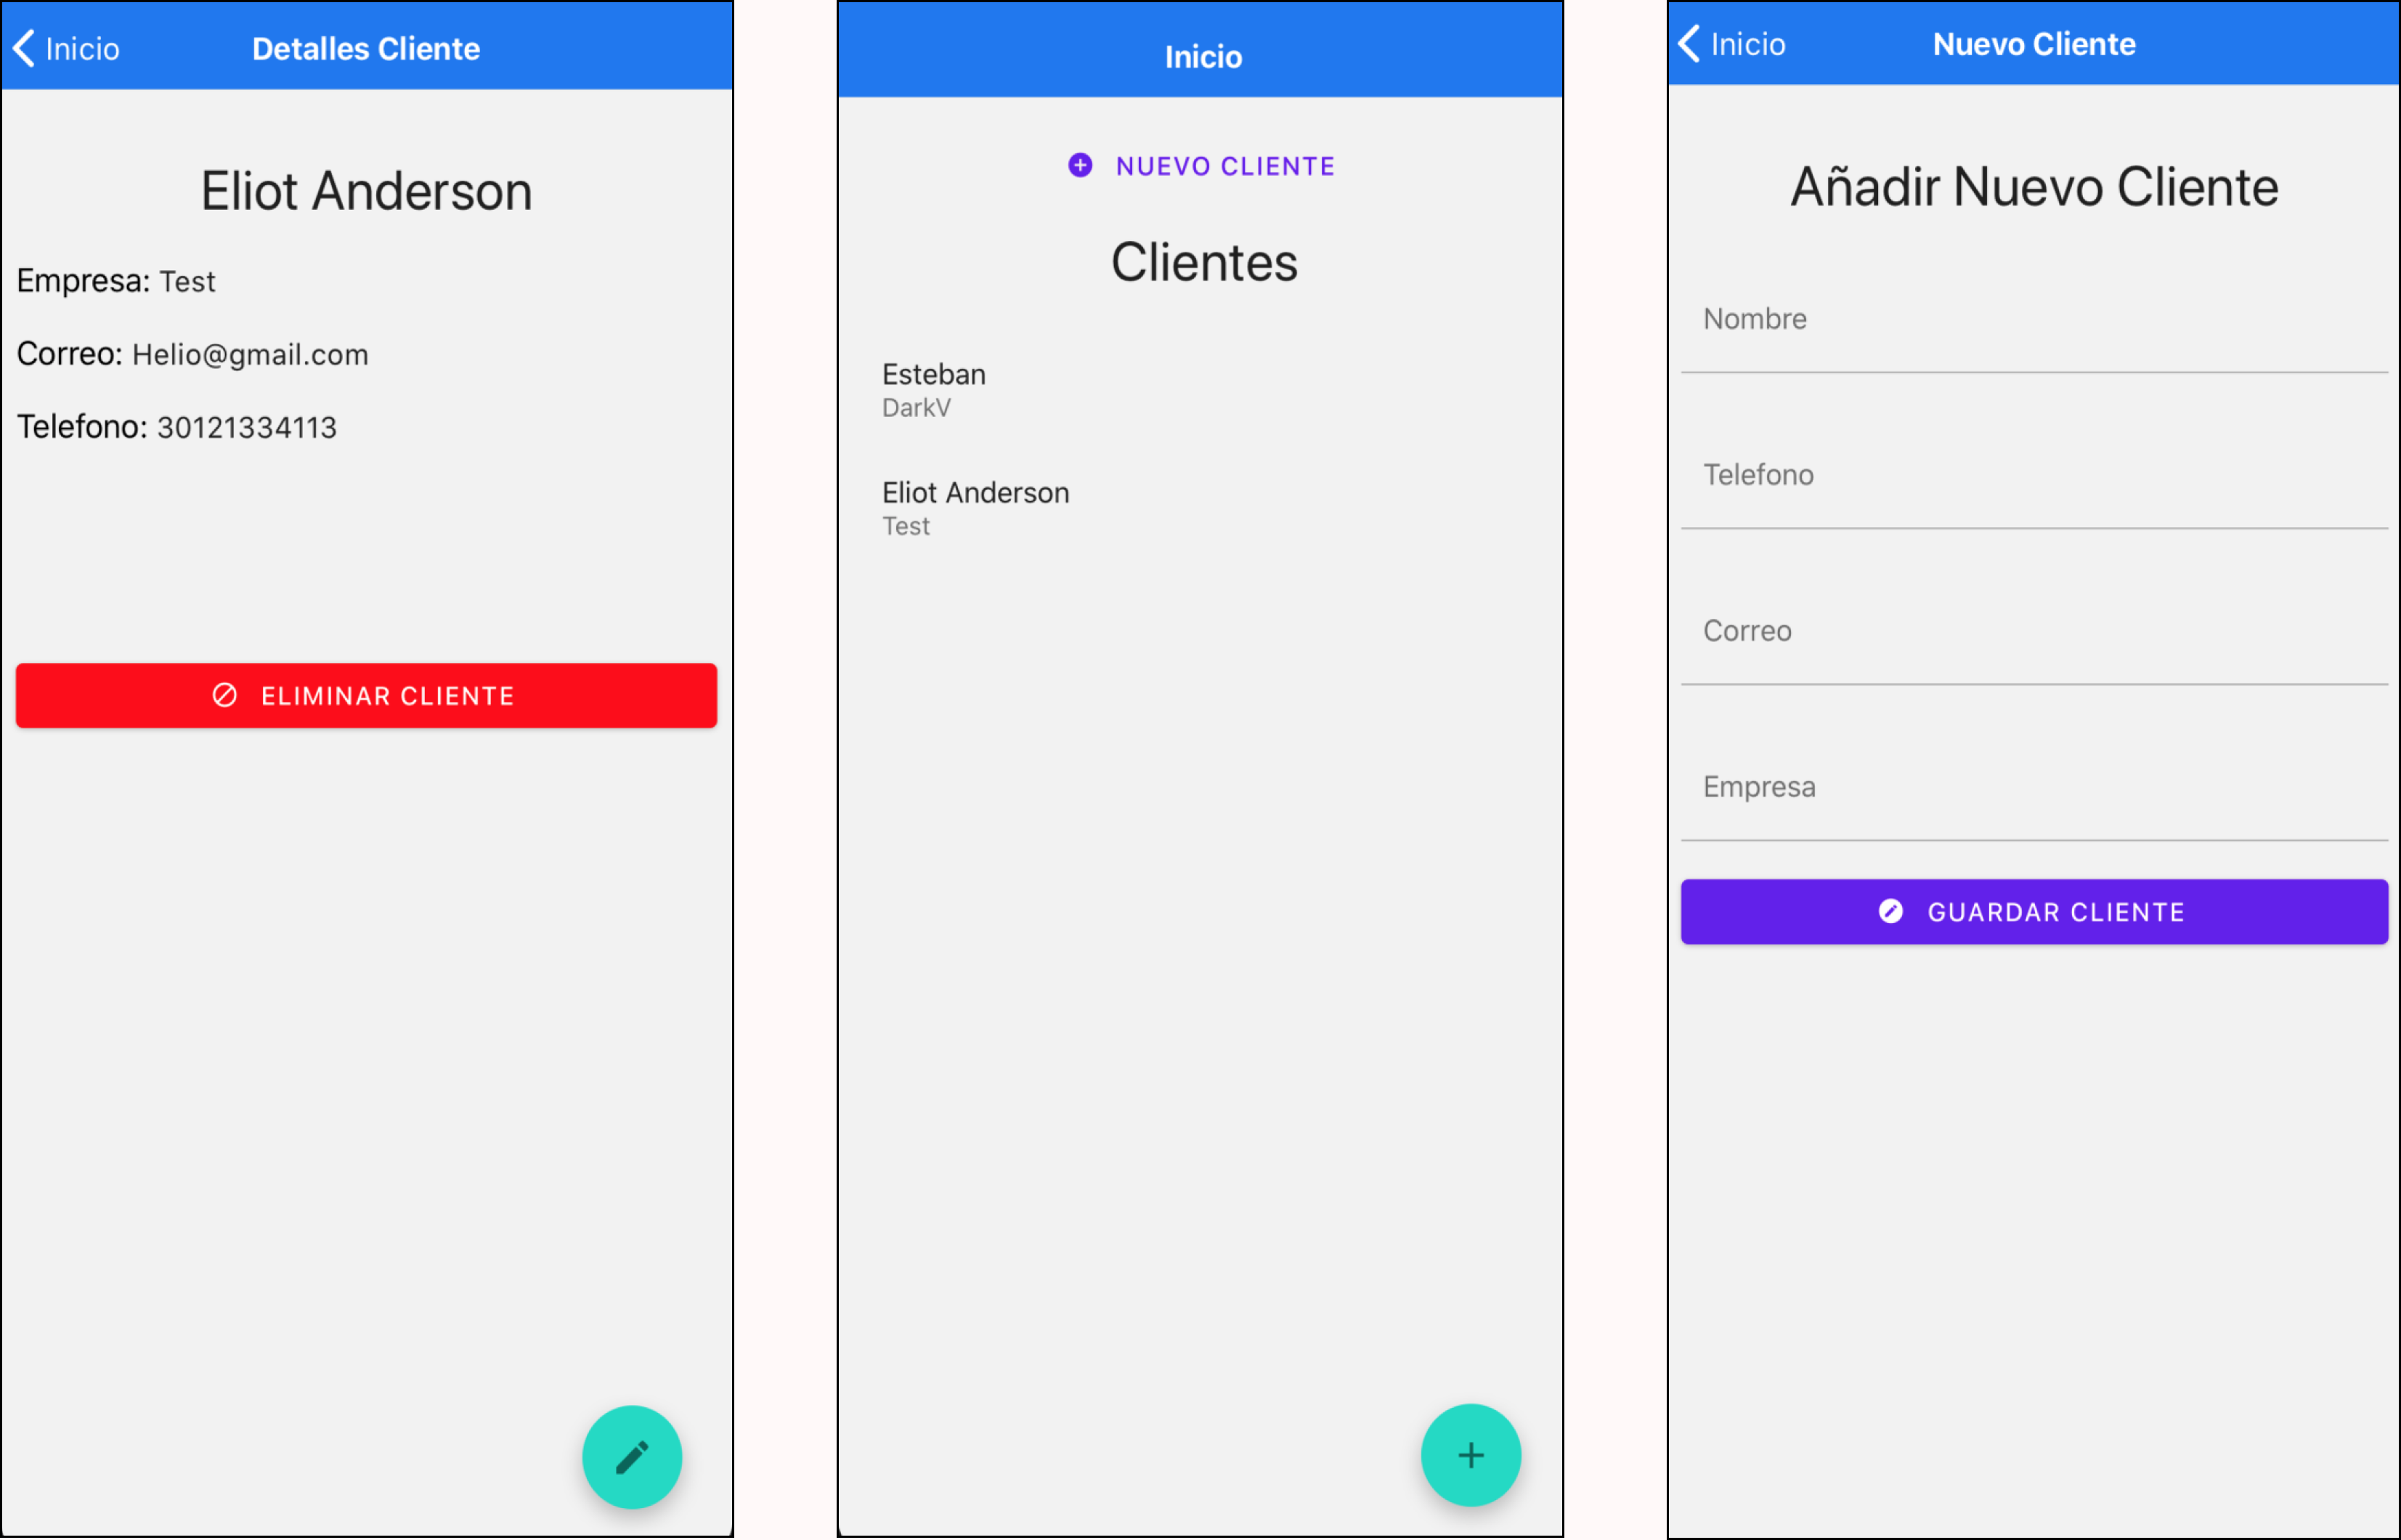 Inicio
Detalles Cliente
Eliot Anderson
Empresa: Test
Correo: Helio@gmail.com
Telefono: 30121334113
ELIMINAR CLIENTE
Inicio
NUEVO CLIENTE
Clientes
Esteban
DarkV
Eliot Anderson
Test
Inicio
Nuevo Cliente
Añadir Nuevo Cliente
Nombre
Telefono
Correo
Empresa
GUARDAR CLIENTE